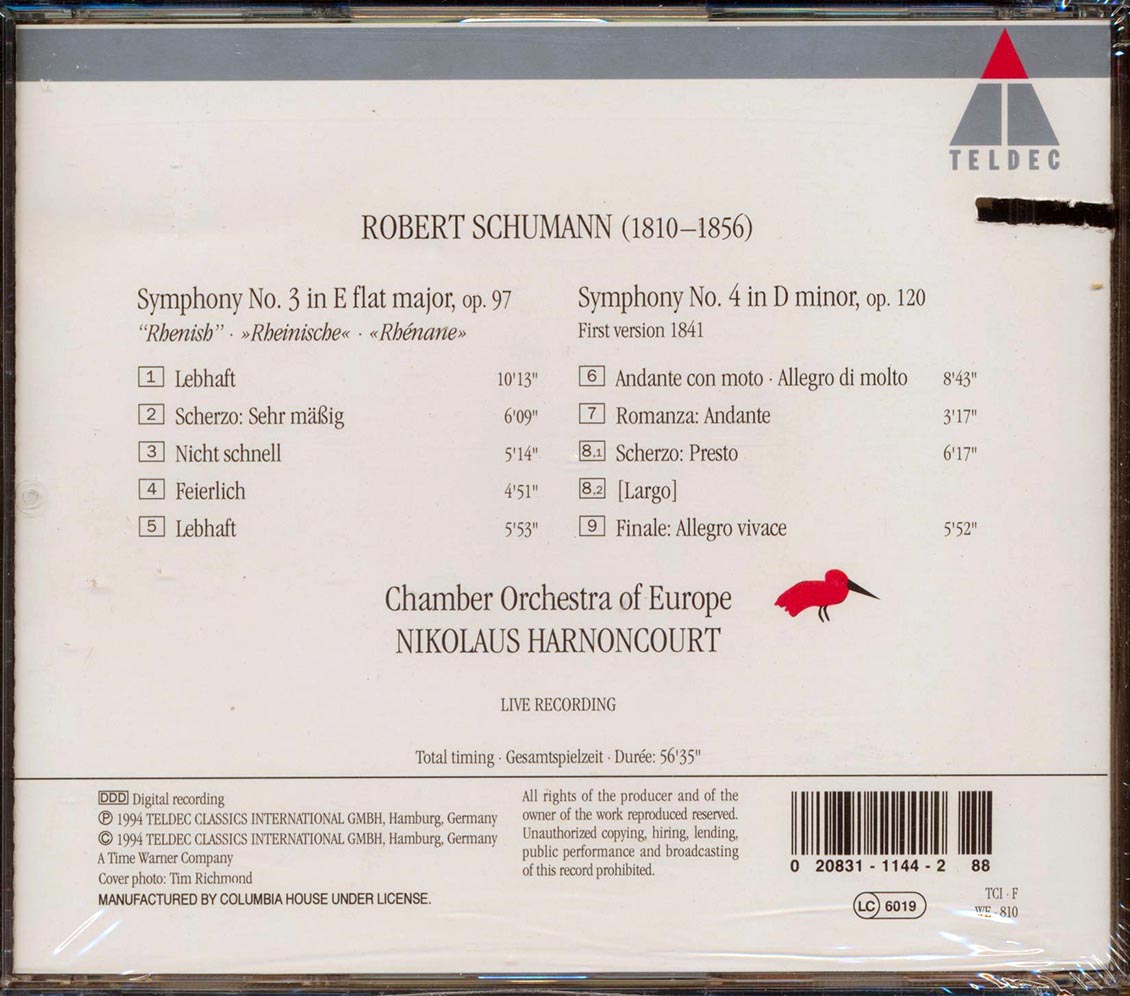 TELDEC
ROBERT SCHUMANN (1810–1856)
Symphony No. 3 in E flat major, op. 97
“Rhenish” · »Rheinische« · «Rhénane»
1 Lebhaft 10'13"
2 Scherzo: Sehr mäßig 6'09"
3 Nicht schnell 5'14"
4 Feierlich 4'51"
5 Lebhaft 5'53"
Symphony No. 4 in D minor, op. 120
First version 1841
6 Andante con moto · Allegro di molto 8'43"
7 Romanza: Andante 3'17"
8.1 Scherzo: Presto 6'17"
8.2 [Largo]
9 Finale: Allegro vivace 5'52"
Chamber Orchestra of Europe
NIKOLAUS HARNONCOURT
LIVE RECORDING
Total timing · Gesamtspielzeit · Durée: 56'35"
DDD Digital recording
℗ 1994 TELDEC CLASSICS INTERNATIONAL GMBH, Hamburg, Germany
© 1994 TELDEC CLASSICS INTERNATIONAL GMBH, Hamburg, Germany
A Time Warner Company
Cover photo: Tim Richmond
MANUFACTURED BY COLUMBIA HOUSE UNDER LICENSE.
All rights of the producer and of the
owner of the work reproduced reserved.
Unauthorized copying, hiring, lending,
public performance and broadcasting
of this record prohibited.
0 20831 - 1144 - 2 88
LC 6019
TCI · F
WE · 810